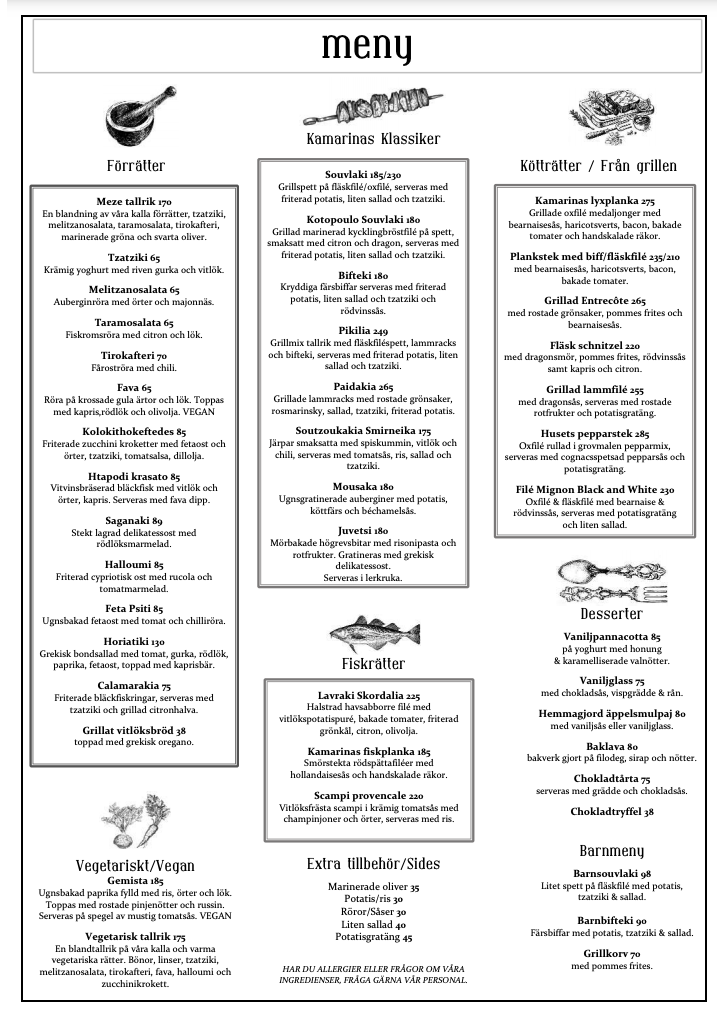 meny
Förrätter
Meze tallrik 170
En blandning av våra kalla förrätter, tzatziki,
melitzanosalata, taramosalata, tirokafteri,
marinerade gröna och svarta oliver.
Tzatziki 65
Krämig yoghurt med riven gurka och vitlök.
Melitzanosalata 65
Auberginröra med örter och majonnäs.
Taramosalata 65
Fiskromsröra med citron och lök.
Tirokafteri 70
Fåroströra med chili.
Fava 65
Röra på krossade gula ärtor och lök. Toppas
med kapris,rödlök och olivolja. VEGAN
Kolokithokeftedes 85
Friterade zucchini kroketter med fetaost och
örter, tzatziki, tomatsalsa, dillolja.
Htapodi krasato 85
Vitvinsbräserad bläckfisk med vitlök och
örter, kapris. Serveras med fava dipp.
Saganaki 89
Stekt lagrad delikatessost med
rödlöksmarmelad.
Halloumi 85
Friterad cypriotisk ost med rucola och
tomatmarmelad.
Feta Psiti 85
Ugnsbakad fetaost med tomat och chilliröra.
Horiatiki 130
Grekisk bondsallad med tomat, gurka, rödlök,
paprika, fetaost, toppad med kaprisbär.
Calamarakia 75
Friterade bläckfiskringar, serveras med
tzatziki och grillad citronhalva.
Grillat vitlöksbröd 38
toppad med grekisk oregano.
Vegetariskt/Vegan
Gemista 185
Ugnsbakad paprika fylld med ris, örter och lök.
Toppas med rostade pinjenötter och russin.
Serveras på spegel av mustig tomatsås. VEGAN
Vegetarisk tallrik 175
En blandtallrik på våra kalla och varma
vegetariska rätter. Bönor, linser, tzatziki,
melitzanosalata, tirokafteri, fava, halloumi och
zucchinikrokett.
Kamarinas Klassiker
Souvlaki 185/230
Grillspett på fläskfilé/oxfilé, serveras med
friterad potatis, liten sallad och tzatziki.
Kotopoulo Souvlaki 180
Grillad marinerad kycklingbröstfilé på spett,
smaksatt med citron och dragon, serveras med
friterad potatis, liten sallad och tzatziki.
Bifteki 180
Kryddiga färsbiffar serveras med friterad
potatis, liten sallad och tzatziki och
rödvinssås.
Pikilia 249
Grillmix tallrik med fläskfiléspett, lammracks
och bifteki, serveras med friterad potatis, liten
sallad och tzatziki.
Paidakia 265
Grillade lammracks med rostade grönsaker,
rosmarinsky, sallad, tzatziki, friterad potatis.
Soutzoukakia Smirneika 175
Järpar smaksatta med spiskummin, vitlök och
chili, serveras med tomatsås, ris, sallad och
tzatziki.
Mousaka 180
Ugnsgratinerade auberginer med potatis,
köttfärs och béchamelsås.
Juvetsi 180
Mörbakade högrevsbitar med risonipasta och
rotfrukter. Gratineras med grekisk
delikatessost.
Serveras i lerkruka.
Fiskrätter
Lavraki Skordalia 225
Halstrad havsabborre filé med
vitlökspotatispuré, bakade tomater, friterad
grönkål, citron, olivolja.
Kamarinas fiskplanka 185
Smörstekta rödspättafiléer med
hollandaisesås och handskalade räkor.
Scampi provencale 220
Vitlöksfrästa scampi i krämig tomatsås med
champinjoner och örter, serveras med ris.
Extra tillbehör/Sides
Marinerade oliver 35
Potatis/ris 30
Röror/Såser 30
Liten sallad 40
Potatisgratäng 45
HAR DU ALLERGIER ELLER FRÅGOR OM VÅRA
INGREDIENSER, FRÅGA GÄRNA VÅR PERSONAL.
Kötträtter / Från grillen
Kamarinas lyxplanka 275
Grillade oxfilé medaljonger med
bearnaisesås, haricotsverts, bacon, bakade
tomater och handskalade räkor.
Plankstek med biff/fläskfilé 235/210
med bearnaisesås, haricotsverts, bacon,
bakade tomater.
Grillad Entrecôte 265
med rostade grönsaker, pommes frites och
bearnaisesås.
Fläsk schnitzel 220
med dragonsmör, pommes frites, rödvinssås
samt kapris och citron.
Grillad lammfilé 255
med dragonsås, serveras med rostade
rotfrukter och potatisgratäng.
Husets pepparstek 285
Oxfilé rullad i grovmalen pepparmix,
serveras med cognacsspetsad pepparsås och
potatisgratäng.
Filé Mignon Black and White 230
Oxfilé & fläskfilé med bearnaise &
rödvinssås, serveras med potatisgratäng
och liten sallad.
Desserter
Vaniljpannacotta 85
på yoghurt med honung
& karamelliserade valnötter.
Vaniljglass 75
med chokladsås, vispgrädde & rån.
Hemmagjord äppelsmulpaj 80
med vaniljsås eller vaniljglass.
Baklava 80
bakverk gjort på filodeg, sirap och nötter.
Chokladtårta 75
serveras med grädde och chokladsås.
Chokladtryffel 38
Barnmeny
Barnsouvlaki 98
Litet spett på fläskfilé med potatis,
tzatziki & sallad.
Barnbifteki 90
Färsbiffar med potatis, tzatziki & sallad.
Grillkorv 70
med pommes frites.